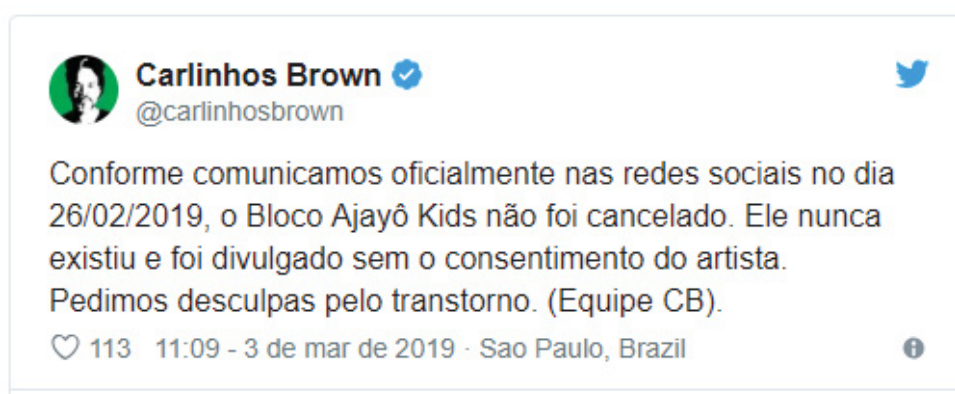 Carlinhos Brown
@carlinhosbrown
Conforme comunicamos oficialmente nas redes sociais no dia
26/02/2019, o Bloco Ajayô Kids não foi cancelado. Ele nunca
existiu e foi divulgado sem o consentimento do artista.
Pedimos desculpas pelo transtorno. (Equipe CB).
113 11:09 - 3 de mar de 2019 · Sao Paulo, Brazil